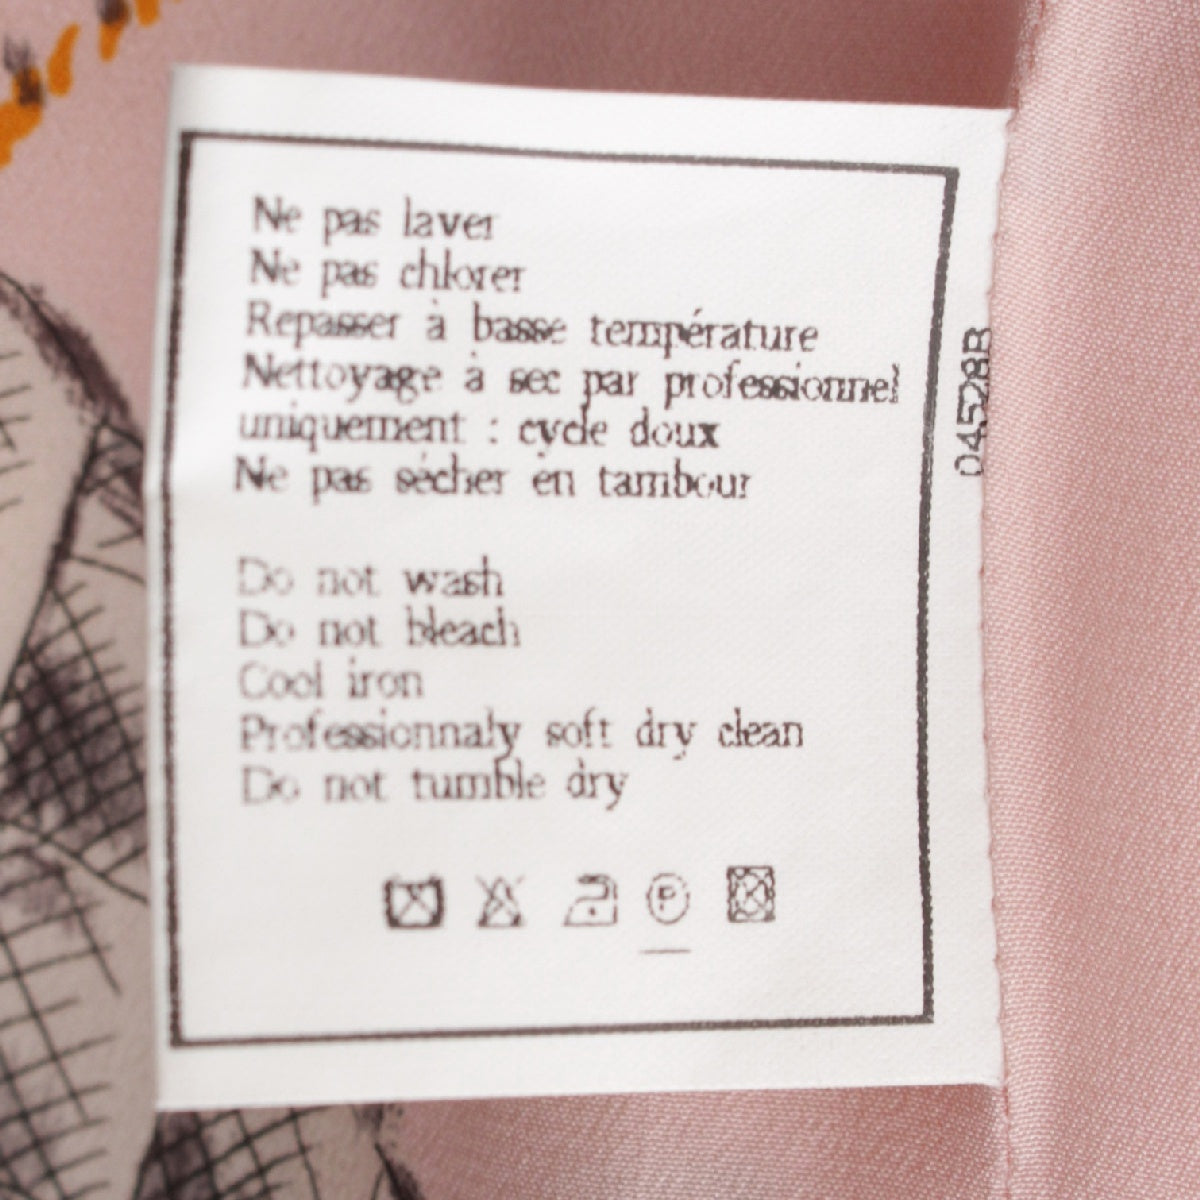 Ne pas laver
Ne pas chlorer
Repasser à basse température
Nettoyage à sec par professionnel
uniquement : cycle doux
Ne pas sécher en tambour
Do not wash
Do not bleach
Cool iron
Professionnaly soft dry clean
Do not tumble dry
P
04528B